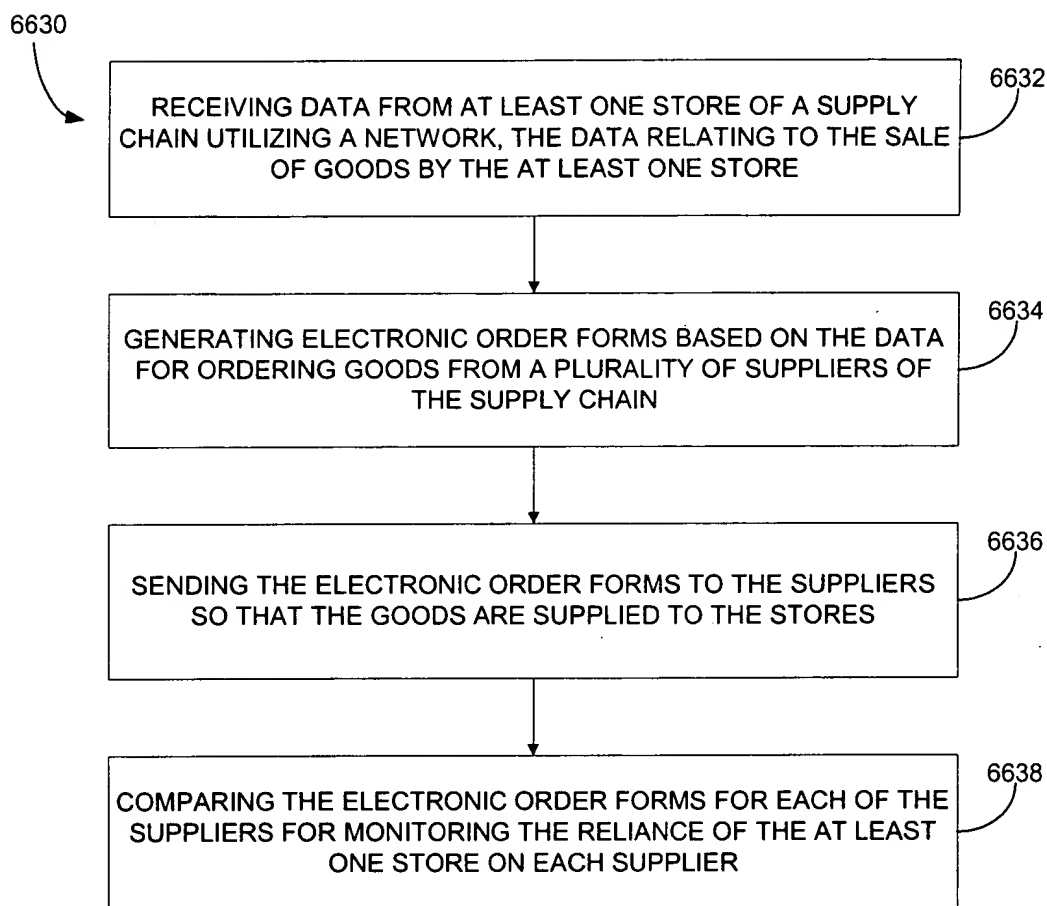 6630
6632
RECEIVING DATA FROM AT LEAST ONE STORE OF A SUPPLY
CHAIN UTILIZING A NETWORK, THE DATA RELATING TO THE SALE
OF GOODS BY THE AT LEAST ONE STORE
6634
GENERATING ELECTRONIC ORDER FORMS BASED ON THE DATA
FOR ORDERING GOODS FROM A PLURALITY OF SUPPLIERS OF
THE SUPPLY CHAIN
6636
SENDING THE ELECTRONIC ORDER FORMS TO THE SUPPLIERS
SO THAT THE GOODS ARE SUPPLIED TO THE STORES
6638
COMPARING THE ELECTRONIC ORDER FORMS FOR EACH OF THE
SUPPLIERS FOR MONITORING THE RELIANCE OF THE AT LEAST
ONE STORE ON EACH SUPPLIER